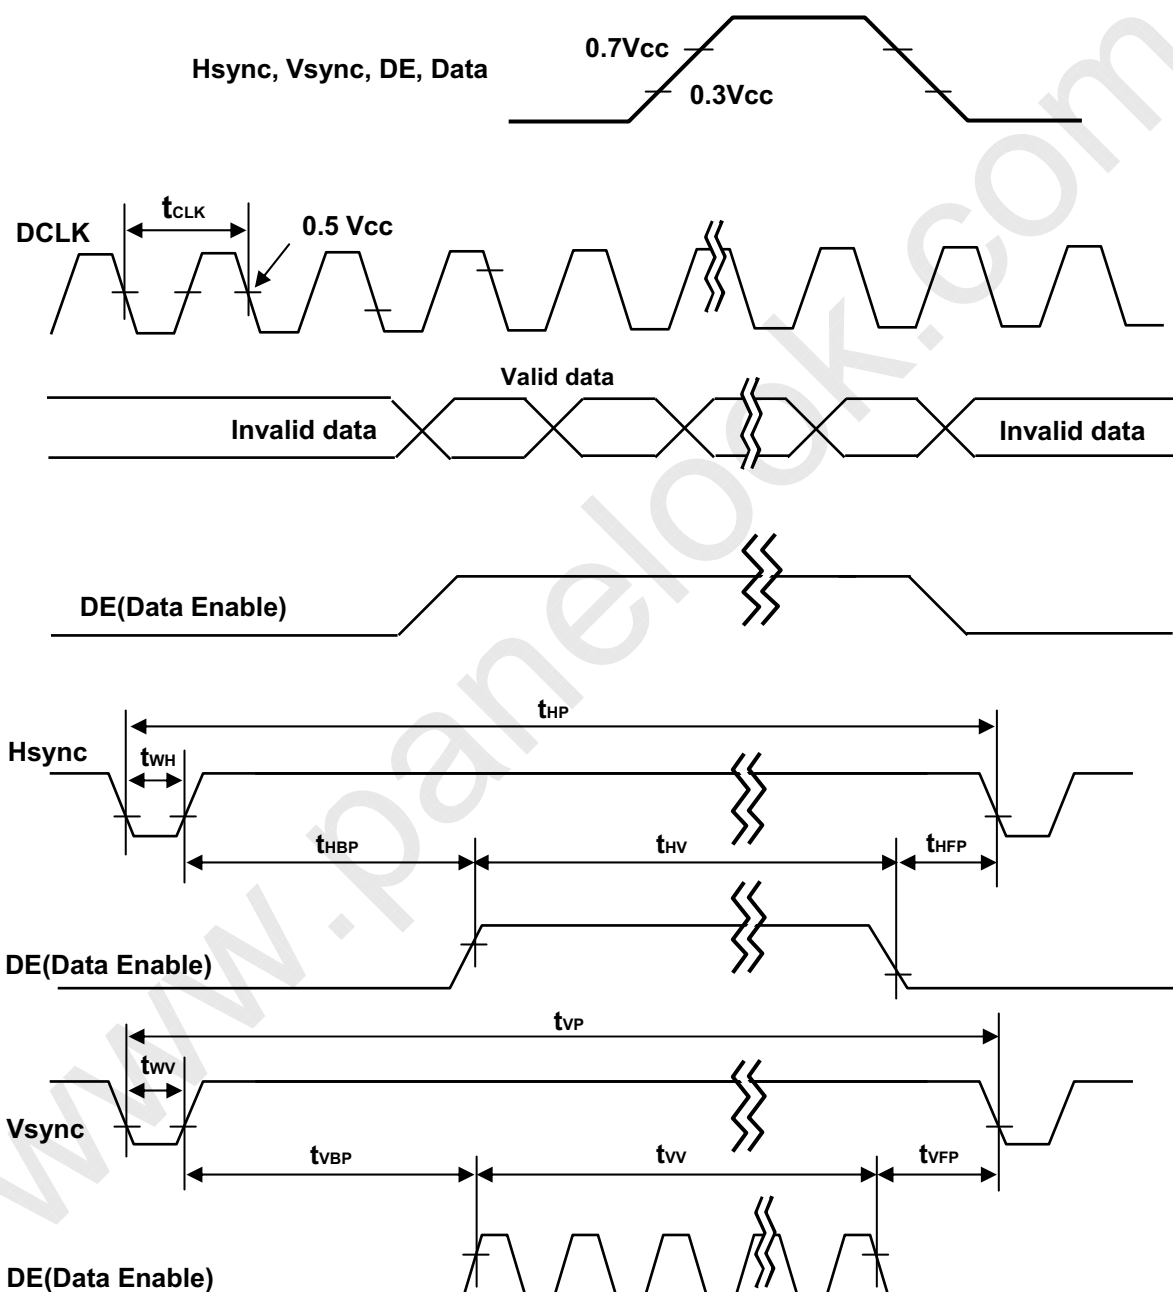 0.7Vcc
Hsync, Vsync, DE, Data
0.3Vcc
tCLK
DCLK
0.5 Vcc
Valid data
Invalid data
Invalid data
DE(Data Enable)
tHP
Hsync
tWH
tHBP
tHV
tHFP
DE(Data Enable)
tVP
tWV
Vsync
tVBP
tVV
tVFP
DE(Data Enable)
www.panelook.com